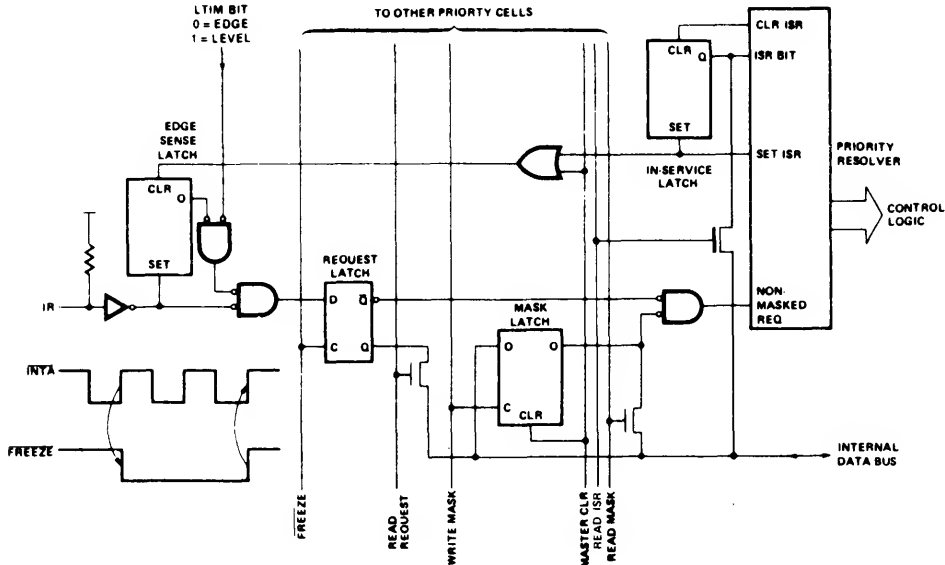 LTIM BIT
0 = EDGE
1 = LEVEL
TO OTHER PRIORTY CELLS
CLR
Q
SET
IN-SERVICE
LATCH
CLR ISR
ISR BIT
SET ISR
PRIORITY
RESOLVER
CONTROL
LOGIC
NON-
MASKED
REQ
EDGE
SENSE
LATCH
CLR
O
SET
IR
REQUEST
LATCH
D
Q
C
Q
MASK
LATCH
O
O
C
CLR
INTA
FREEZE
INTERNAL
DATA BUS
FREEZE
READ
REQUEST
WRITE MASK
MASTER CLR
READ ISR
READ MASK